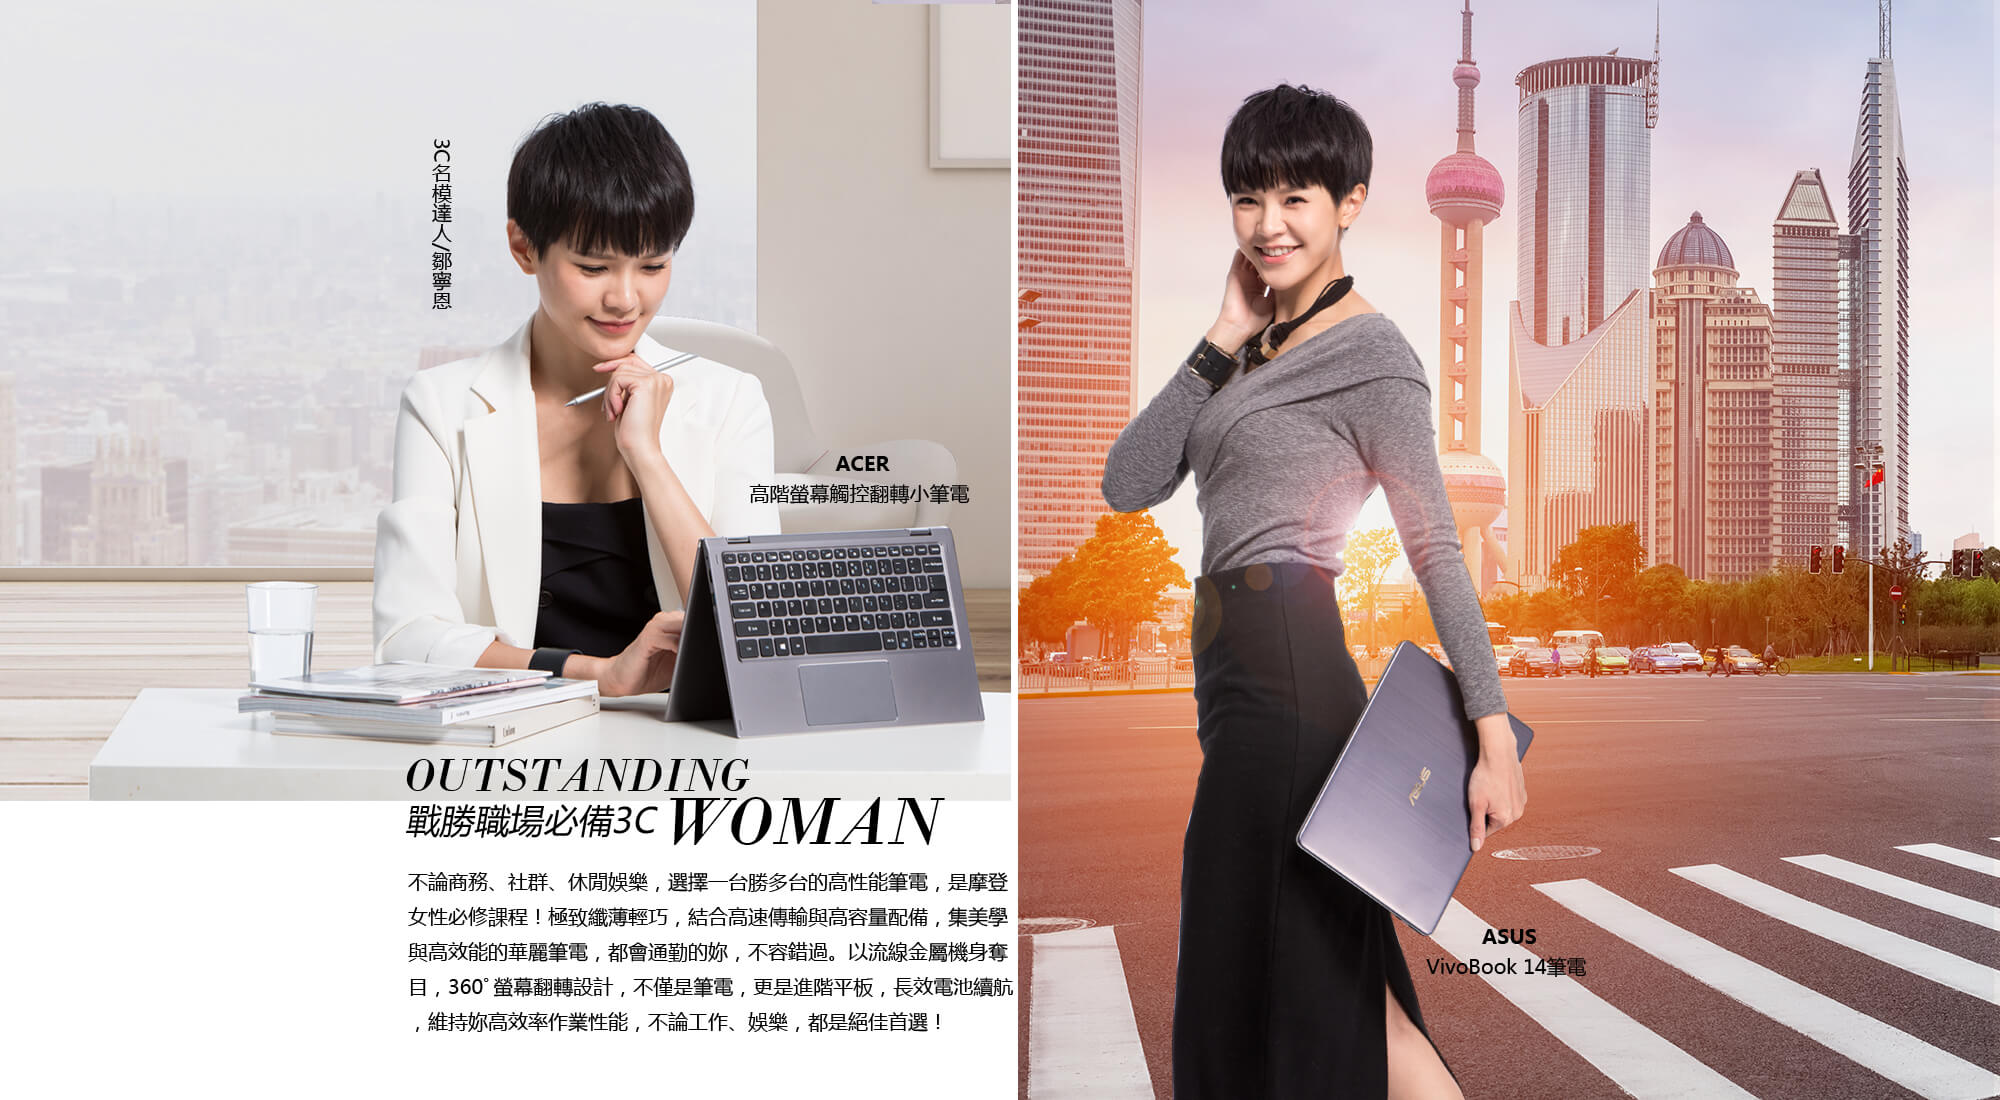 3C名模達人/鄒寧恩
ACER
高階螢幕觸控翻轉小筆電
OUTSTANDING
戰勝職場必備3C WOMAN
不論商務、社群、休閒娛樂，選擇一台勝多台的高性能筆電，是摩登
女性必修課程！極致纖薄輕巧，結合高速傳輸與高容量配備，集美學
與高效能的華麗筆電，都會通勤的妳，不容錯過。以流線金屬機身奪
目，360°螢幕翻轉設計，不僅是筆電，更是進階平板，長效電池續航
，維持妳高效率作業性能，不論工作、娛樂，都是絕佳首選！
ASUS
ASUS
VivoBook 14筆電